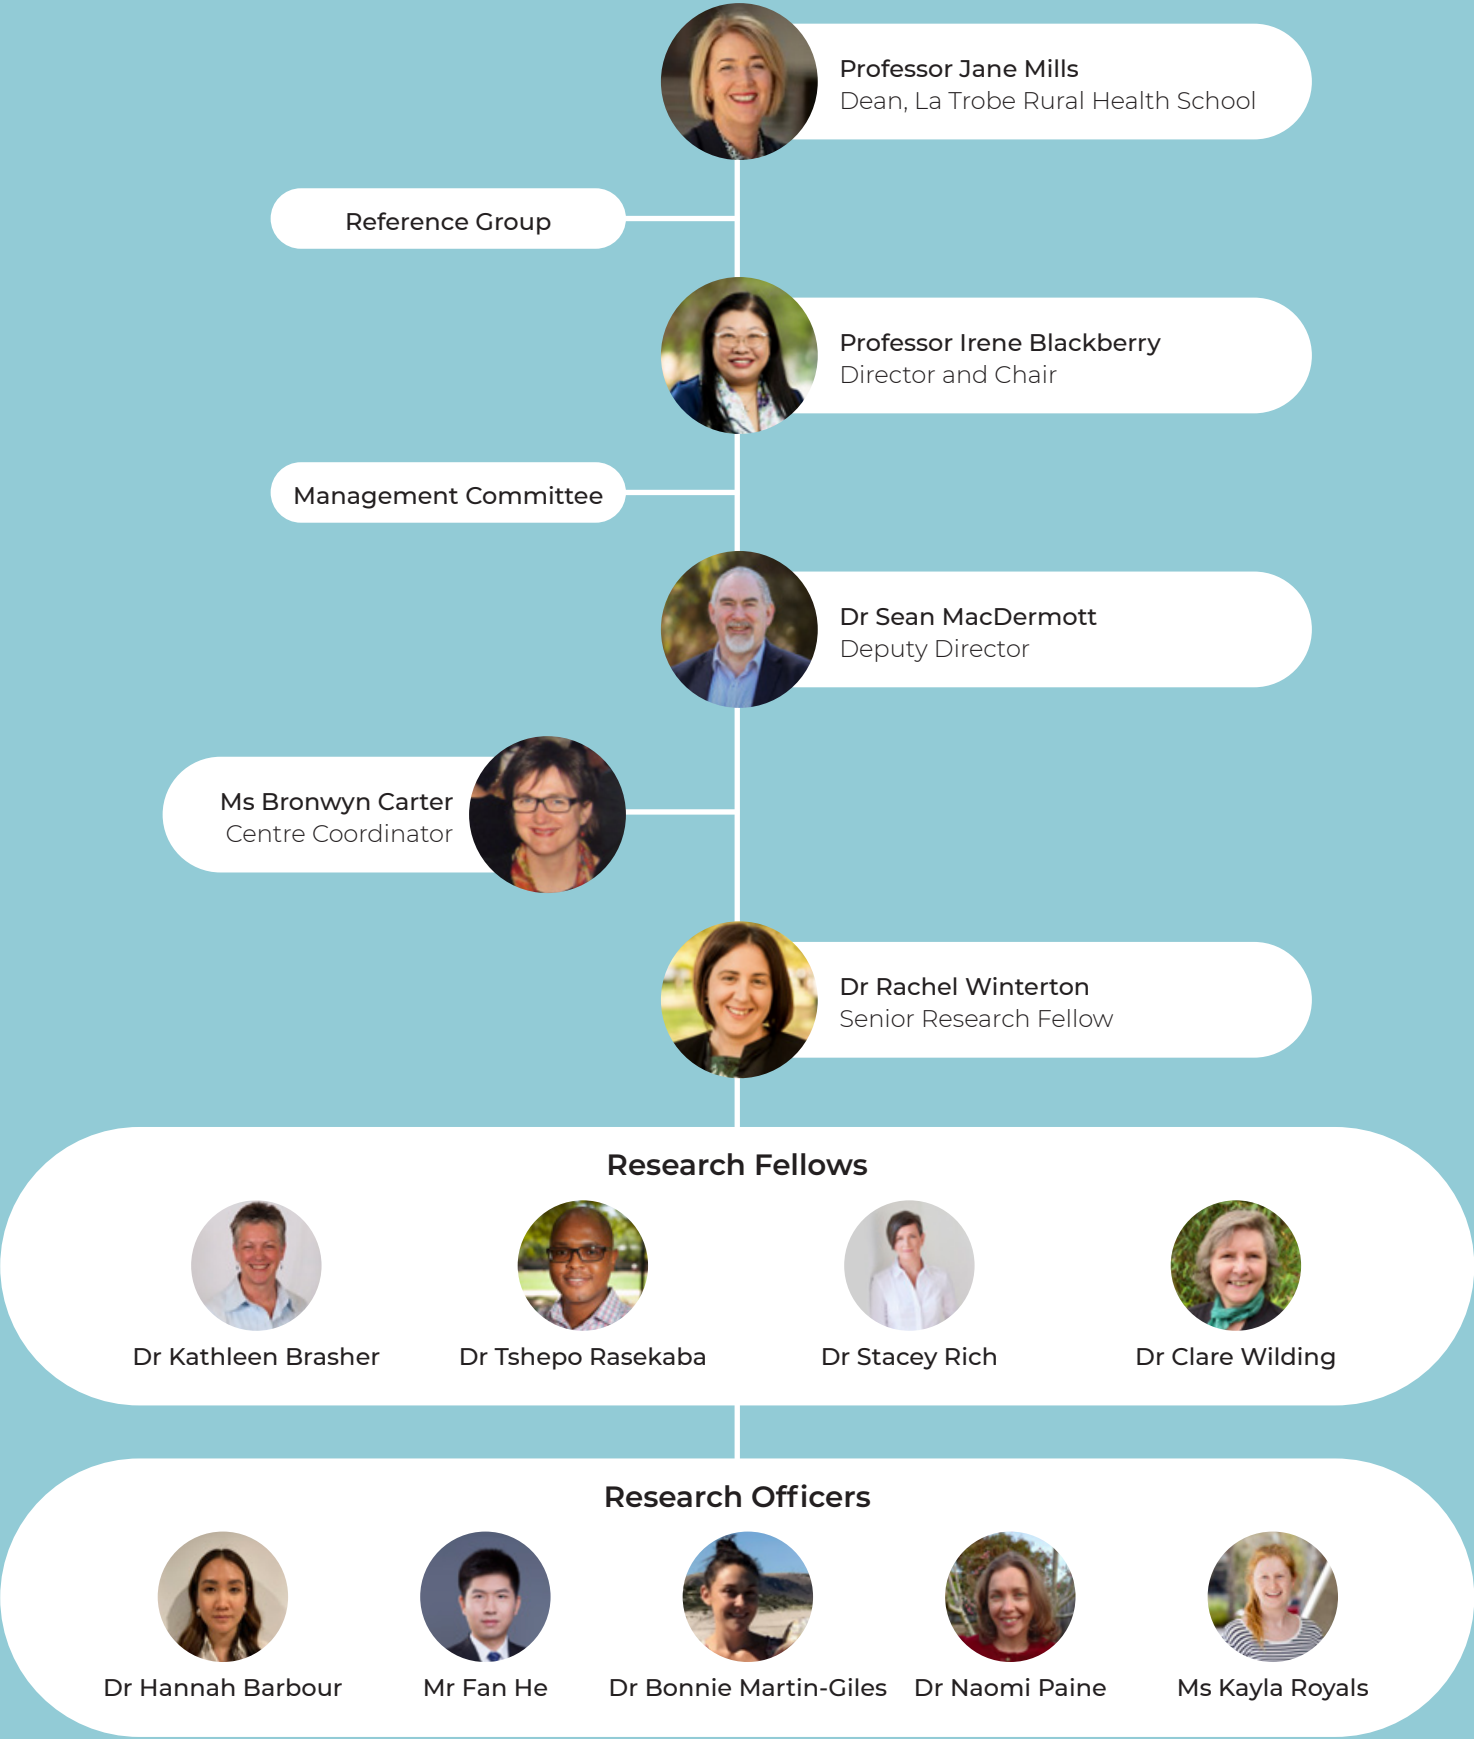 Professor Jane Mills
Dean, La Trobe Rural Health School
Reference Group
Professor Irene Blackberry
Director and Chair
Management Committee
Dr Sean MacDermott
Deputy Director
Ms Bronwyn Carter
Centre Coordinator
Dr Rachel Winterton
Senior Research Fellow
Research Fellows
Dr Kathleen Brasher
Dr Tshepo Rasekaba
Dr Stacey Rich
Dr Clare Wilding
Research Officers
Dr Hannah Barbour
Mr Fan He
Dr Bonnie Martin-Giles
Dr Naomi Paine
Ms Kayla Royals